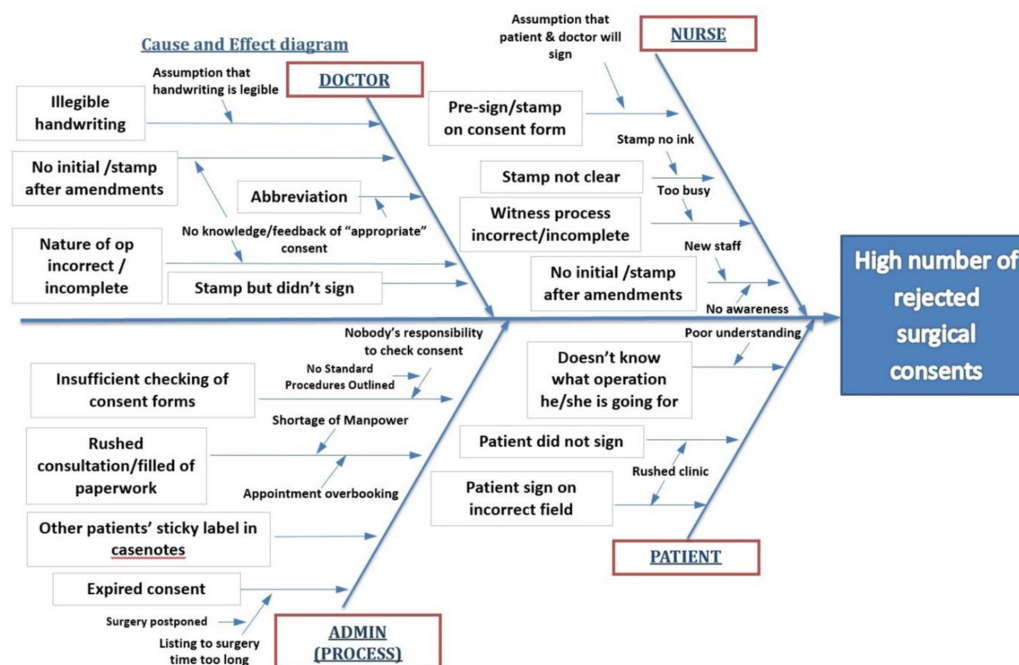 Cause and Effect diagram
DOCTOR
Assumption that
handwriting is legible
Illegible
handwriting
No initial /stamp
after amendments
Abbreviation
No knowledge/feedback of “appropriate”
consent
Nature of op
incorrect /
incomplete
Stamp but didn’t sign
NURSE
Assumption that
patient & doctor will
sign
Pre-sign/stamp
on consent form
Stamp no ink
Stamp not clear
Too busy
Witness process
incorrect/incomplete
New staff
No initial /stamp
after amendments
No awareness
High number of
rejected
surgical
consents
Nobody’s responsibility
to check consent
No Standard
Procedures Outlined
Insufficient checking of
consent forms
Shortage of Manpower
Rushed
consultation/filled of
paperwork
Appointment overbooking
Other patients’ sticky label in
casenotes
Expired consent
Surgery postponed
Listing to surgery
time too long
ADMIN
(PROCESS)
Poor understanding
Doesn’t know
what operation
he/she is going for
Patient did not sign
Rushed clinic
Patient sign on
incorrect field
PATIENT